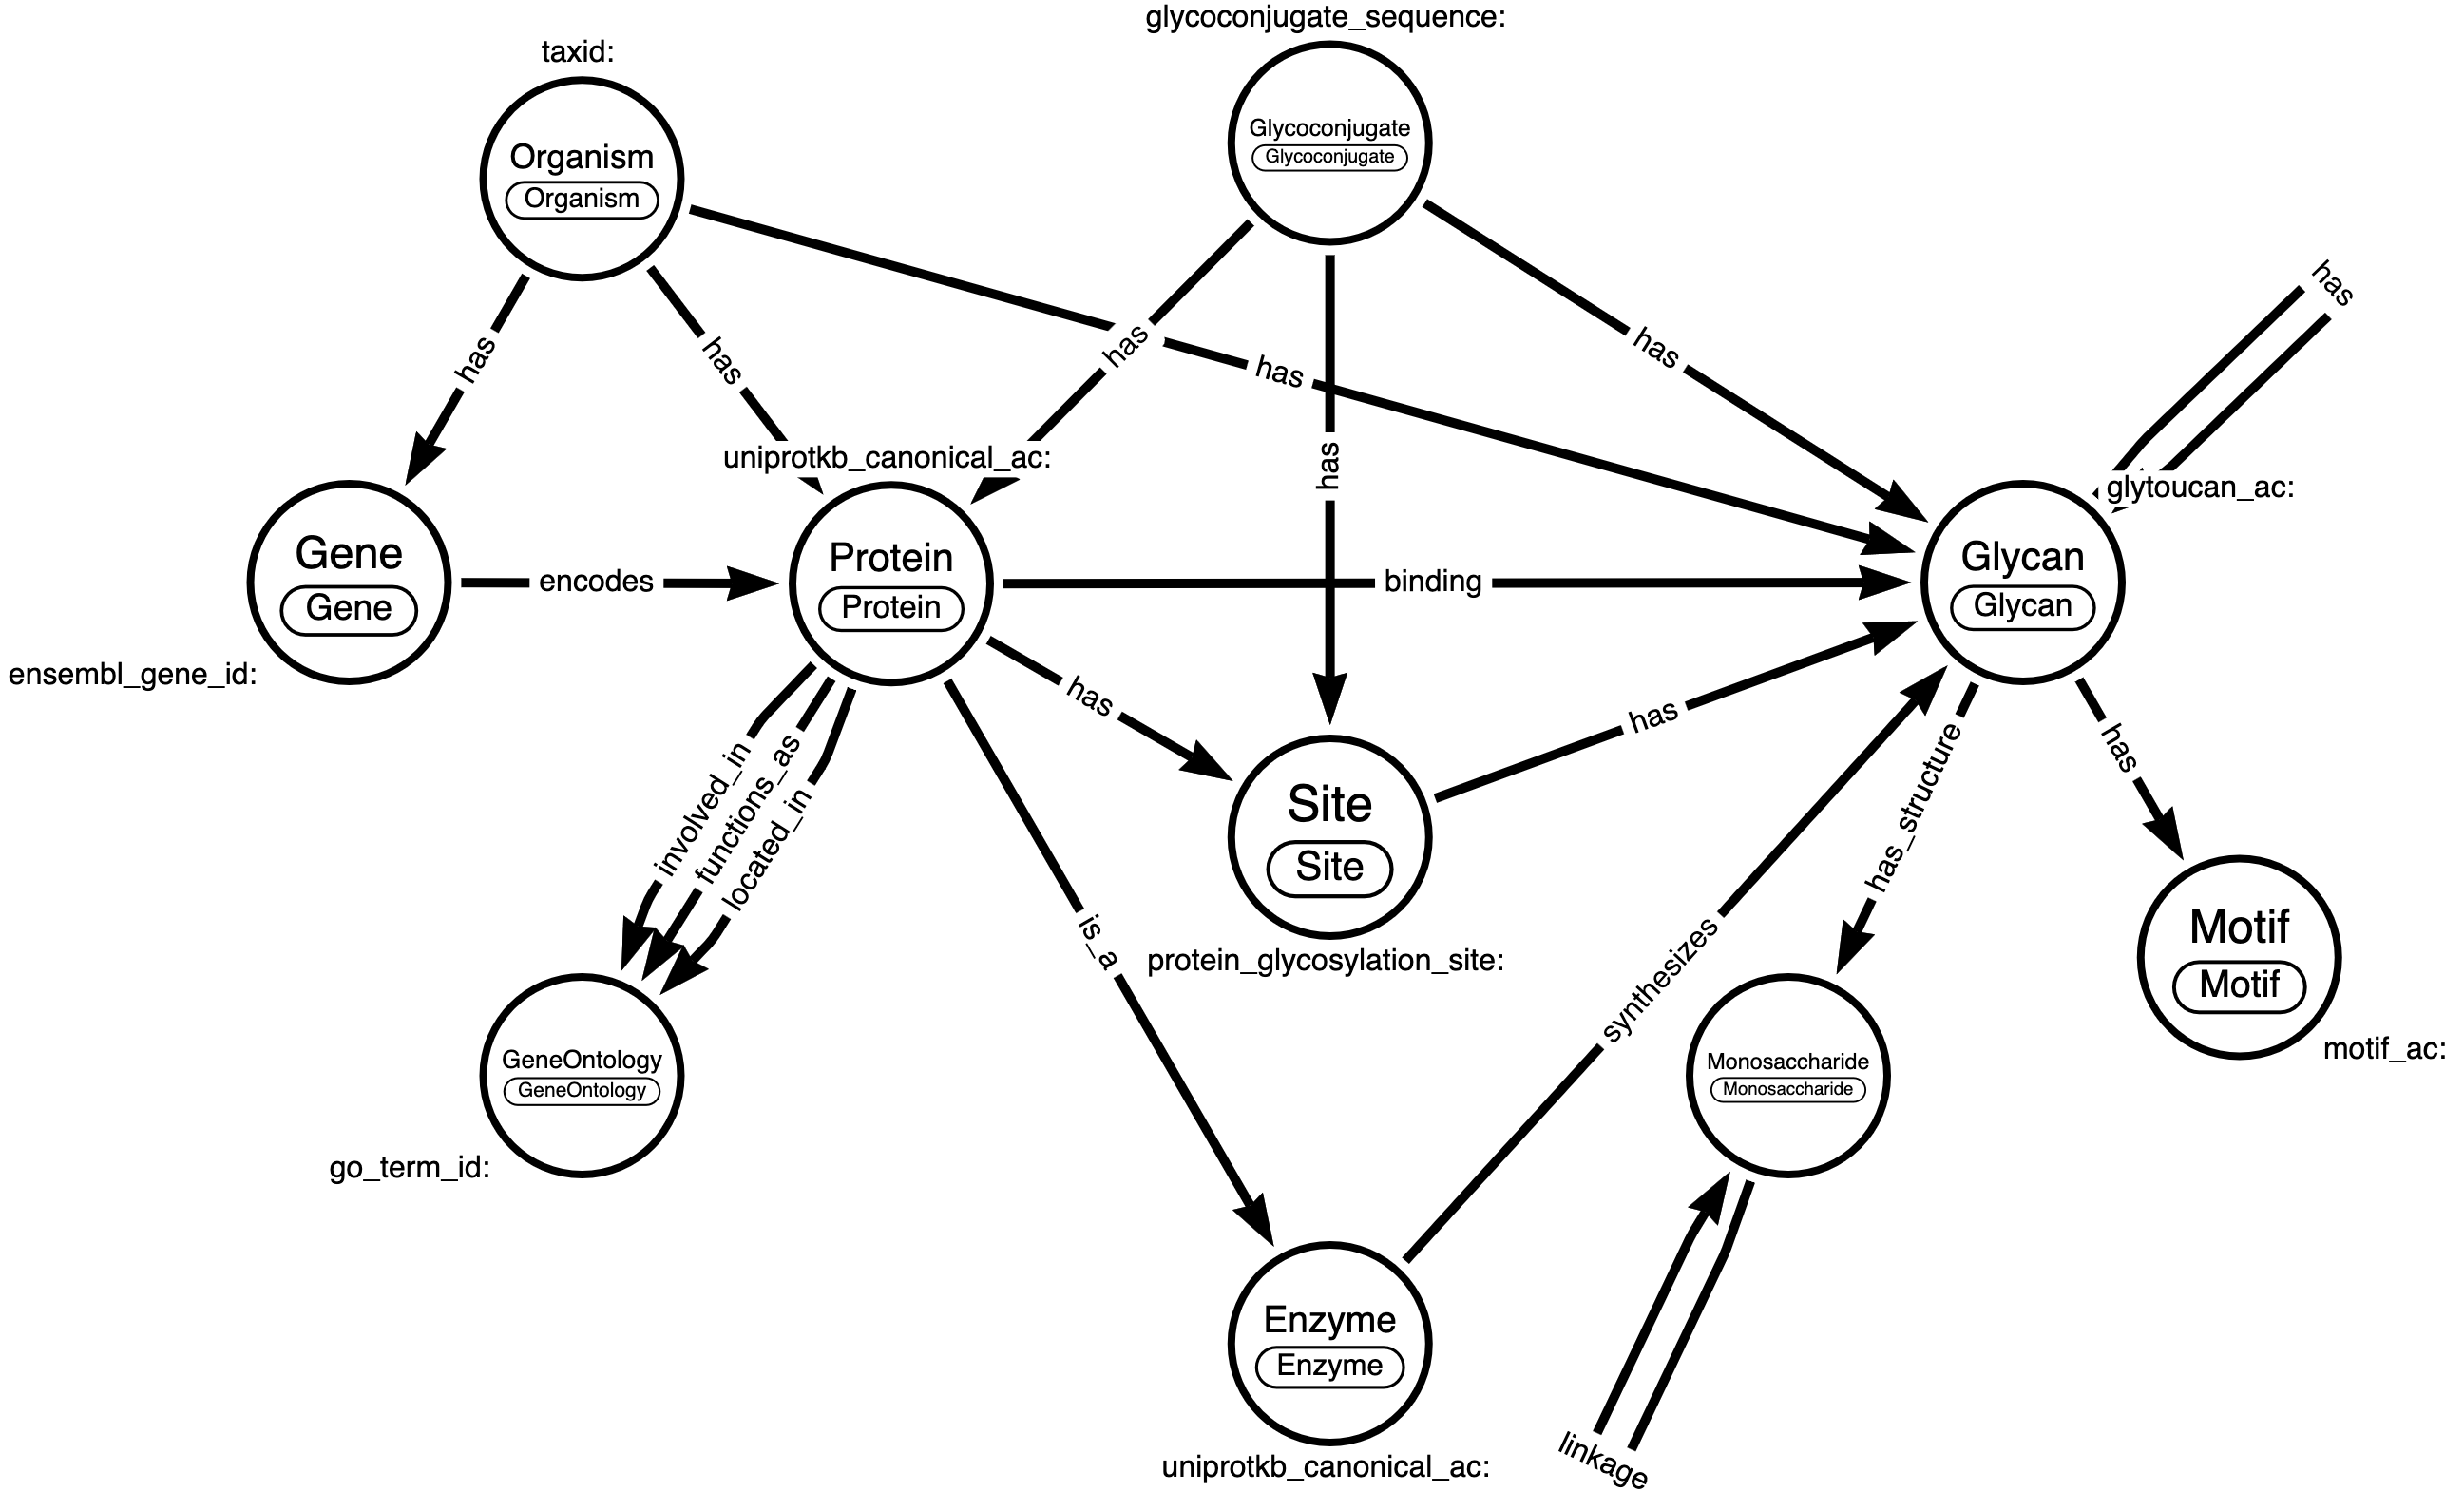 glycoconjugate_sequence:
taxid:
Glycoconjugate
Glycoconjugate
Organism
Organism
has
has
has
has
has
has
has
uniprotkb_canonical_ac:
glytoucan_ac:
Gene
Gene
encodes
Protein
Protein
binding
Glycan
Glycan
ensembl_gene_id:
has
has
has
involved_in
functions_as
located_in
Site
Site
has_structure
is_a
protein_glycosylation_site:
synthesizes
Motif
Motif
motif_ac:
GeneOntology
GeneOntology
Monosaccharide
Monosaccharide
go_term_id:
Enzyme
Enzyme
uniprotkb_canonical_ac:
linkage